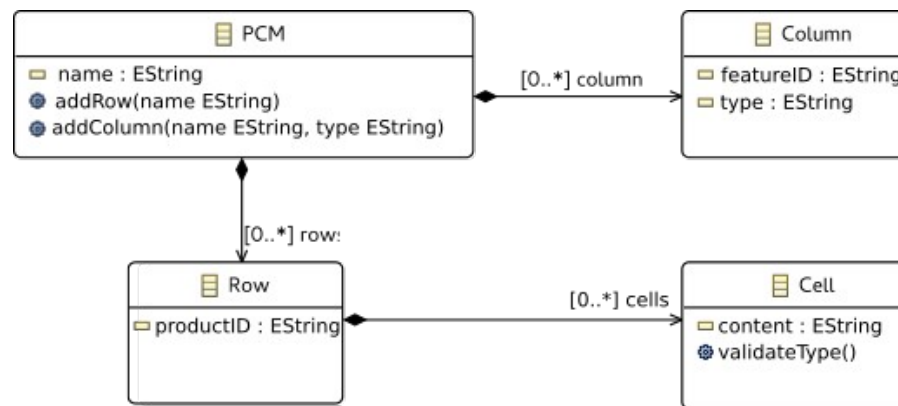 PCM
name : EString
addRow(name EString)
addColumn(name EString, type EString)
[0..*] column
Column
featureID : EString
type : EString
[0..*] rows
Row
productID : EString
[0..*] cells
Cell
content : EString
validateType()